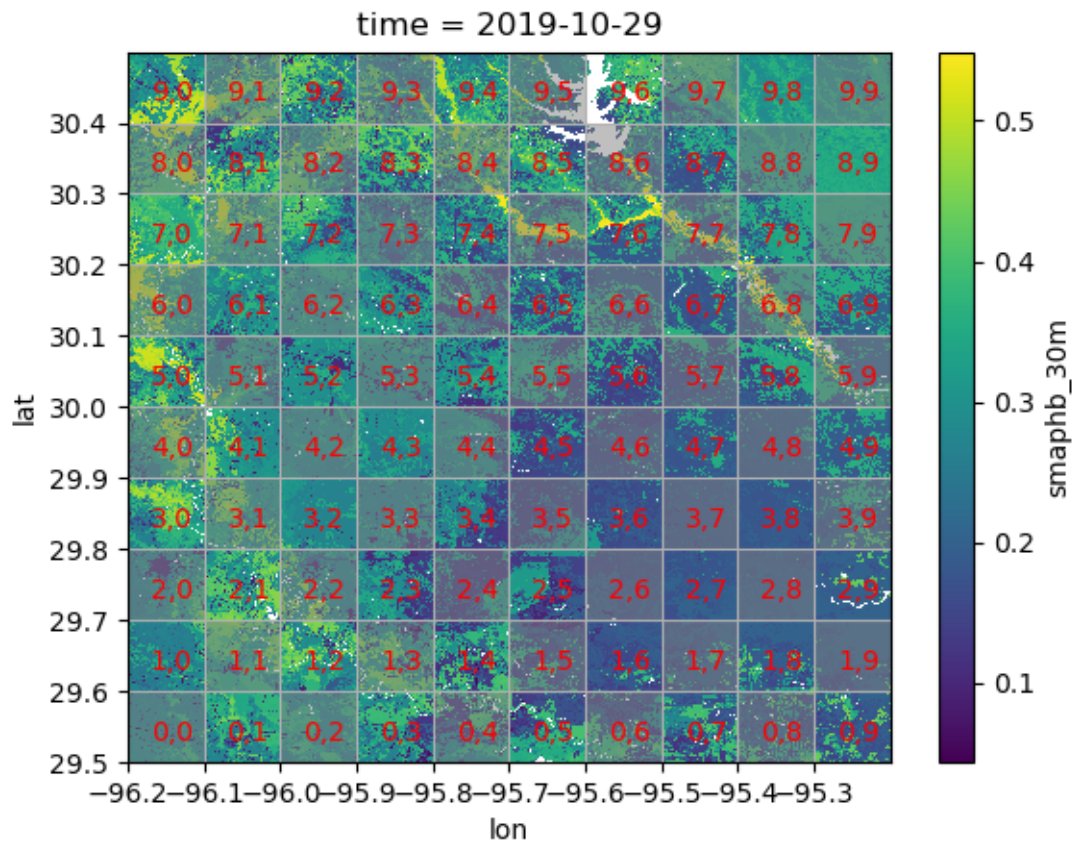 time = 2019-10-29
9,0 9,1 9,2 9,3 9,4 9,5 9,6 9,7 9,8 9,9
30.4
8,0 8,1 8,2 8,3 8,4 8,5 8,6 8,7 8,8 8,9
30.3
7,0 7,1 7,2 7,3 7,4 7,5 7,6 7,7 7,8 7,9
30.2
6,0 6,1 6,2 6,3 6,4 6,5 6,6 6,7 6,8 6,9
30.1
5,0 5,1 5,2 5,3 5,4 5,5 5,6 5,7 5,8 5,9
30.0
4,0 4,1 4,2 4,3 4,4 4,5 4,6 4,7 4,8 4,9
29.9
3,0 3,1 3,2 3,3 3,4 3,5 3,6 3,7 3,8 3,9
29.8
2,0 2,1 2,2 2,3 2,4 2,5 2,6 2,7 2,8 2,9
29.7
1,0 1,1 1,2 1,3 1,4 1,5 1,6 1,7 1,8 1,9
29.6
0,0 0,1 0,2 0,3 0,4 0,5 0,6 0,7 0,8 0,9
29.5
lat
−96.2 −96.1 −96.0 −95.9 −95.8 −95.7 −95.6 −95.5 −95.4 −95.3
lon
0.5
0.4
0.3
0.2
0.1
smaphb_30m